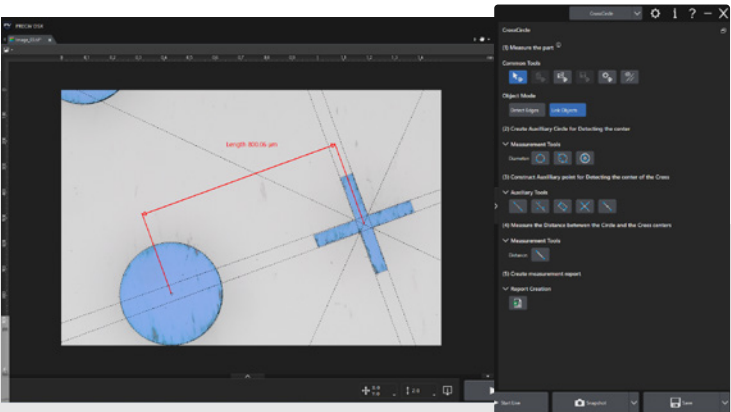 CrossCircle
PRECiV DSX
CrossCircle
(1) Measure the part
Common Tools
Object Mode
Detect Edges
Link Objects
(2) Create Auxiliary Circle for Detecting the center
Measurement Tools
Diameter
(3) Construct Auxiliary point for Detecting the center of the Cross
Auxiliary Tools
(4) Measure the Distance between the Circle and the Cross centers
Measurement Tools
Distance
(5) Create measurement report
Report Creation
Snapshot
Save
Length 800.06 µm